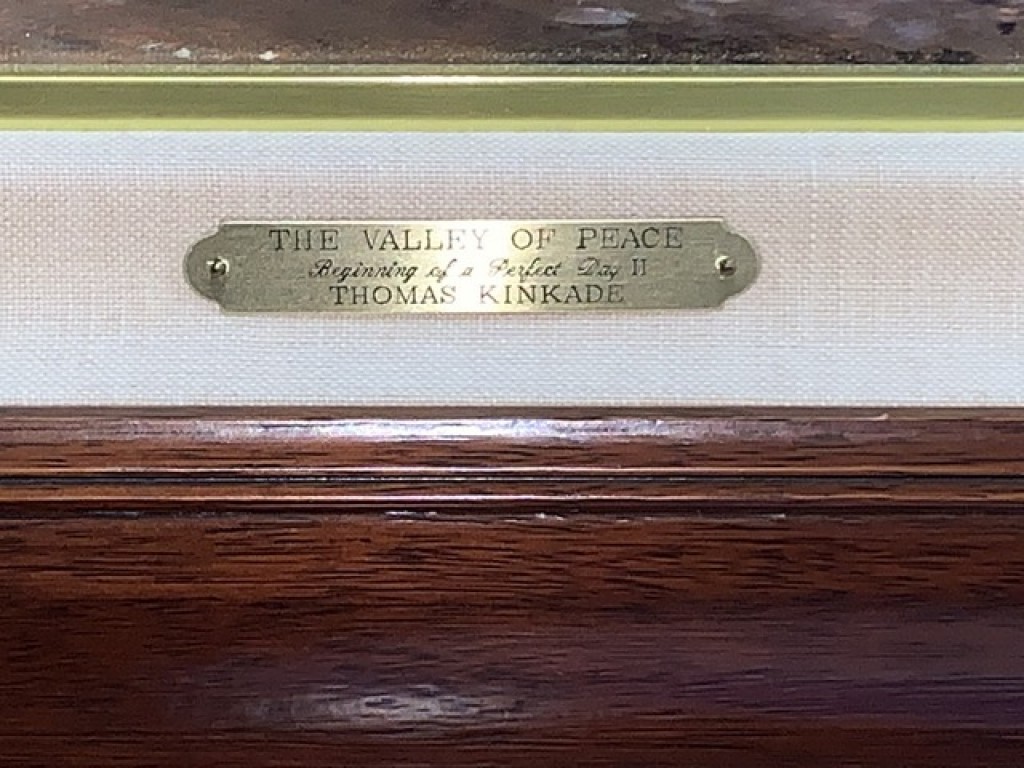 THE VALLEY OF PEACE
Beginning of a Perfect Day II
THOMAS KINKADE